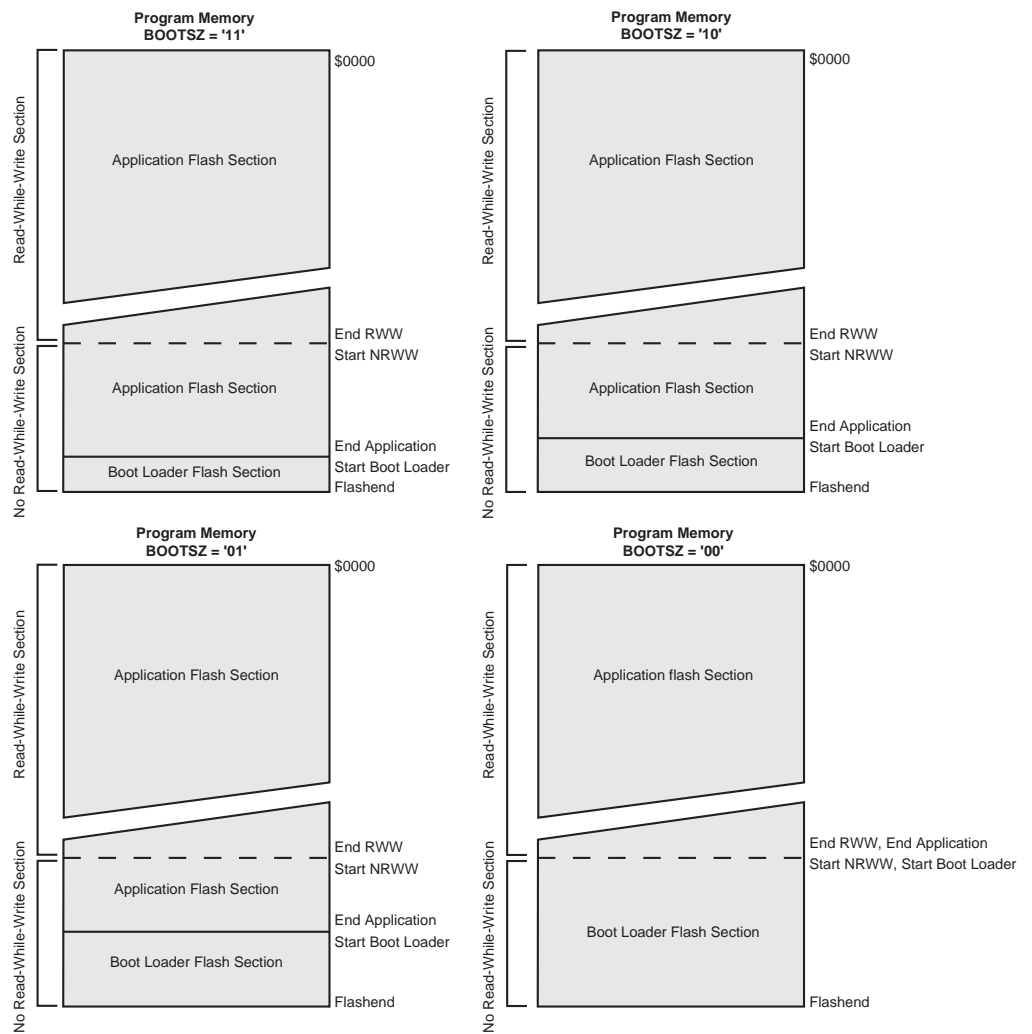 Program Memory
BOOTSZ = '11'
$0000
Read-While-Write Section
Application Flash Section
End RWW
Start NRWW
No Read-While-Write Section
Application Flash Section
End Application
Start Boot Loader
Boot Loader Flash Section
Flashend
Program Memory
BOOTSZ = '10'
$0000
Read-While-Write Section
Application Flash Section
End RWW
Start NRWW
No Read-While-Write Section
Application Flash Section
End Application
Start Boot Loader
Boot Loader Flash Section
Flashend
Program Memory
BOOTSZ = '01'
$0000
Read-While-Write Section
Application Flash Section
End RWW
Start NRWW
No Read-While-Write Section
Application Flash Section
End Application
Start Boot Loader
Boot Loader Flash Section
Flashend
Program Memory
BOOTSZ = '00'
$0000
Read-While-Write Section
Application flash Section
End RWW, End Application
Start NRWW, Start Boot Loader
No Read-While-Write Section
Boot Loader Flash Section
Flashend